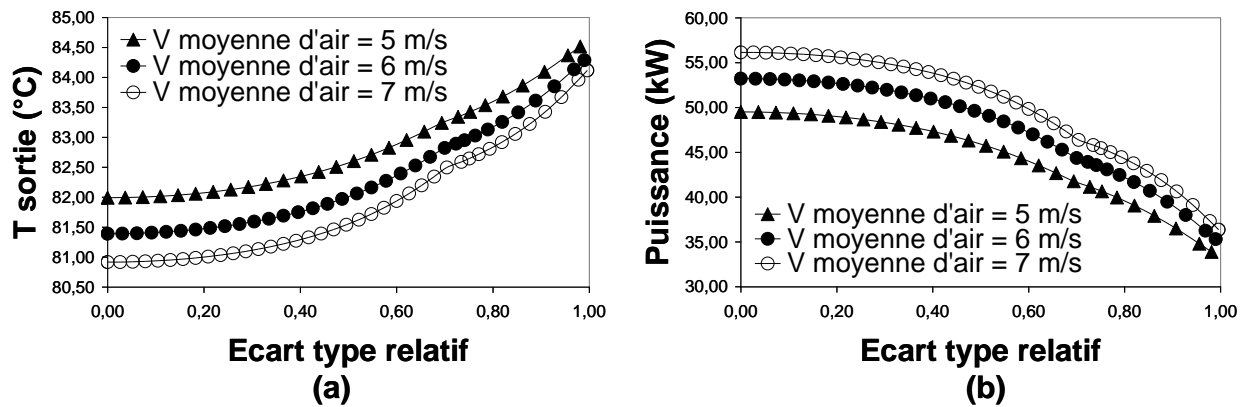 85,00
84,50
84,00
83,50
83,00
82,50
82,00
81,50
81,00
80,50
T sortie (°C)
V moyenne d'air = 5 m/s
V moyenne d'air = 6 m/s
V moyenne d'air = 7 m/s
0,00 0,20 0,40 0,60 0,80 1,00
Ecart type relatif
(a)
60,00
55,00
50,00
45,00
40,00
35,00
30,00
Puissance (kW)
V moyenne d'air = 5 m/s
V moyenne d'air = 6 m/s
V moyenne d'air = 7 m/s
0,00 0,20 0,40 0,60 0,80 1,00
Ecart type relatif
(b)